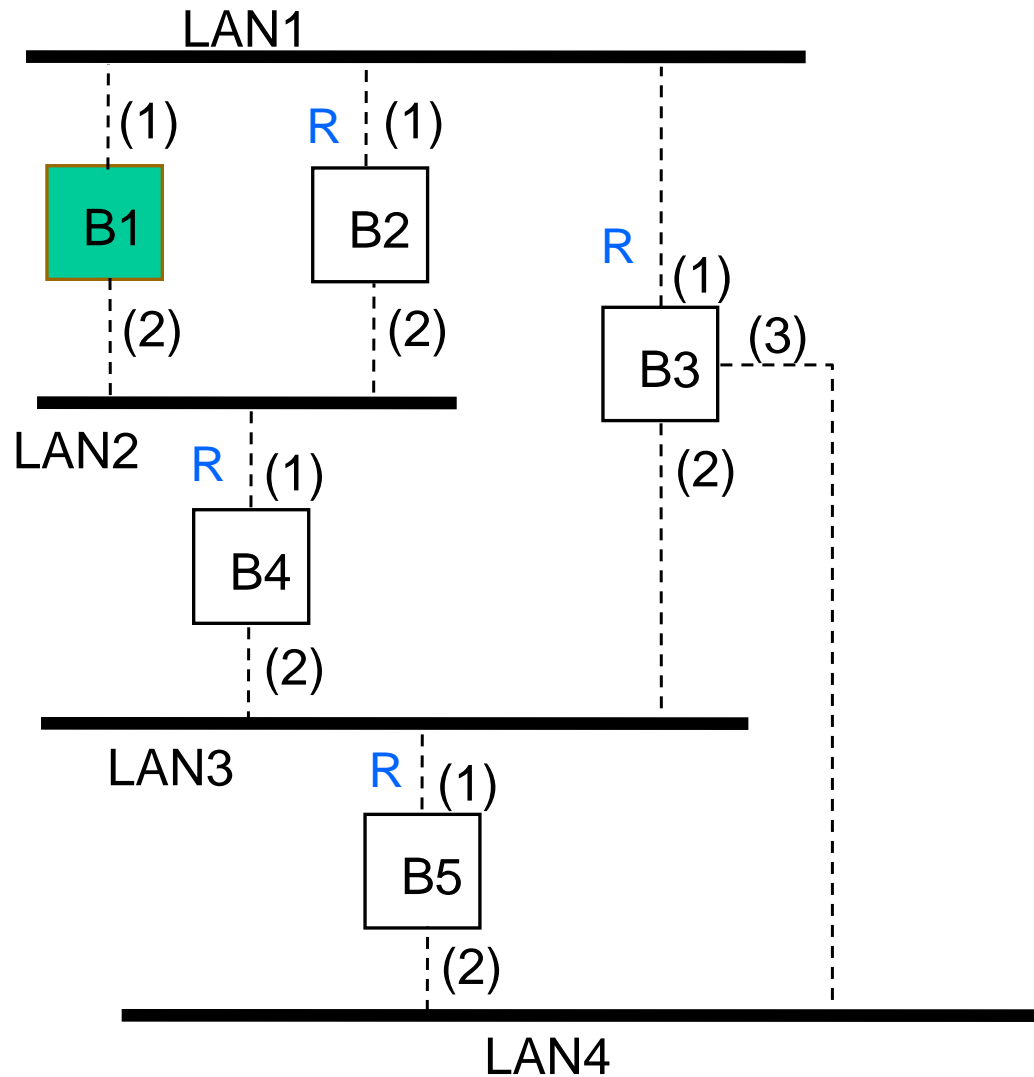 LAN1
(1)
R (1)
B1
B2
R
(1)
(2)
(2)
(3)
B3
LAN2
R (1)
(2)
B4
(2)
LAN3
R (1)
B5
(2)
LAN4